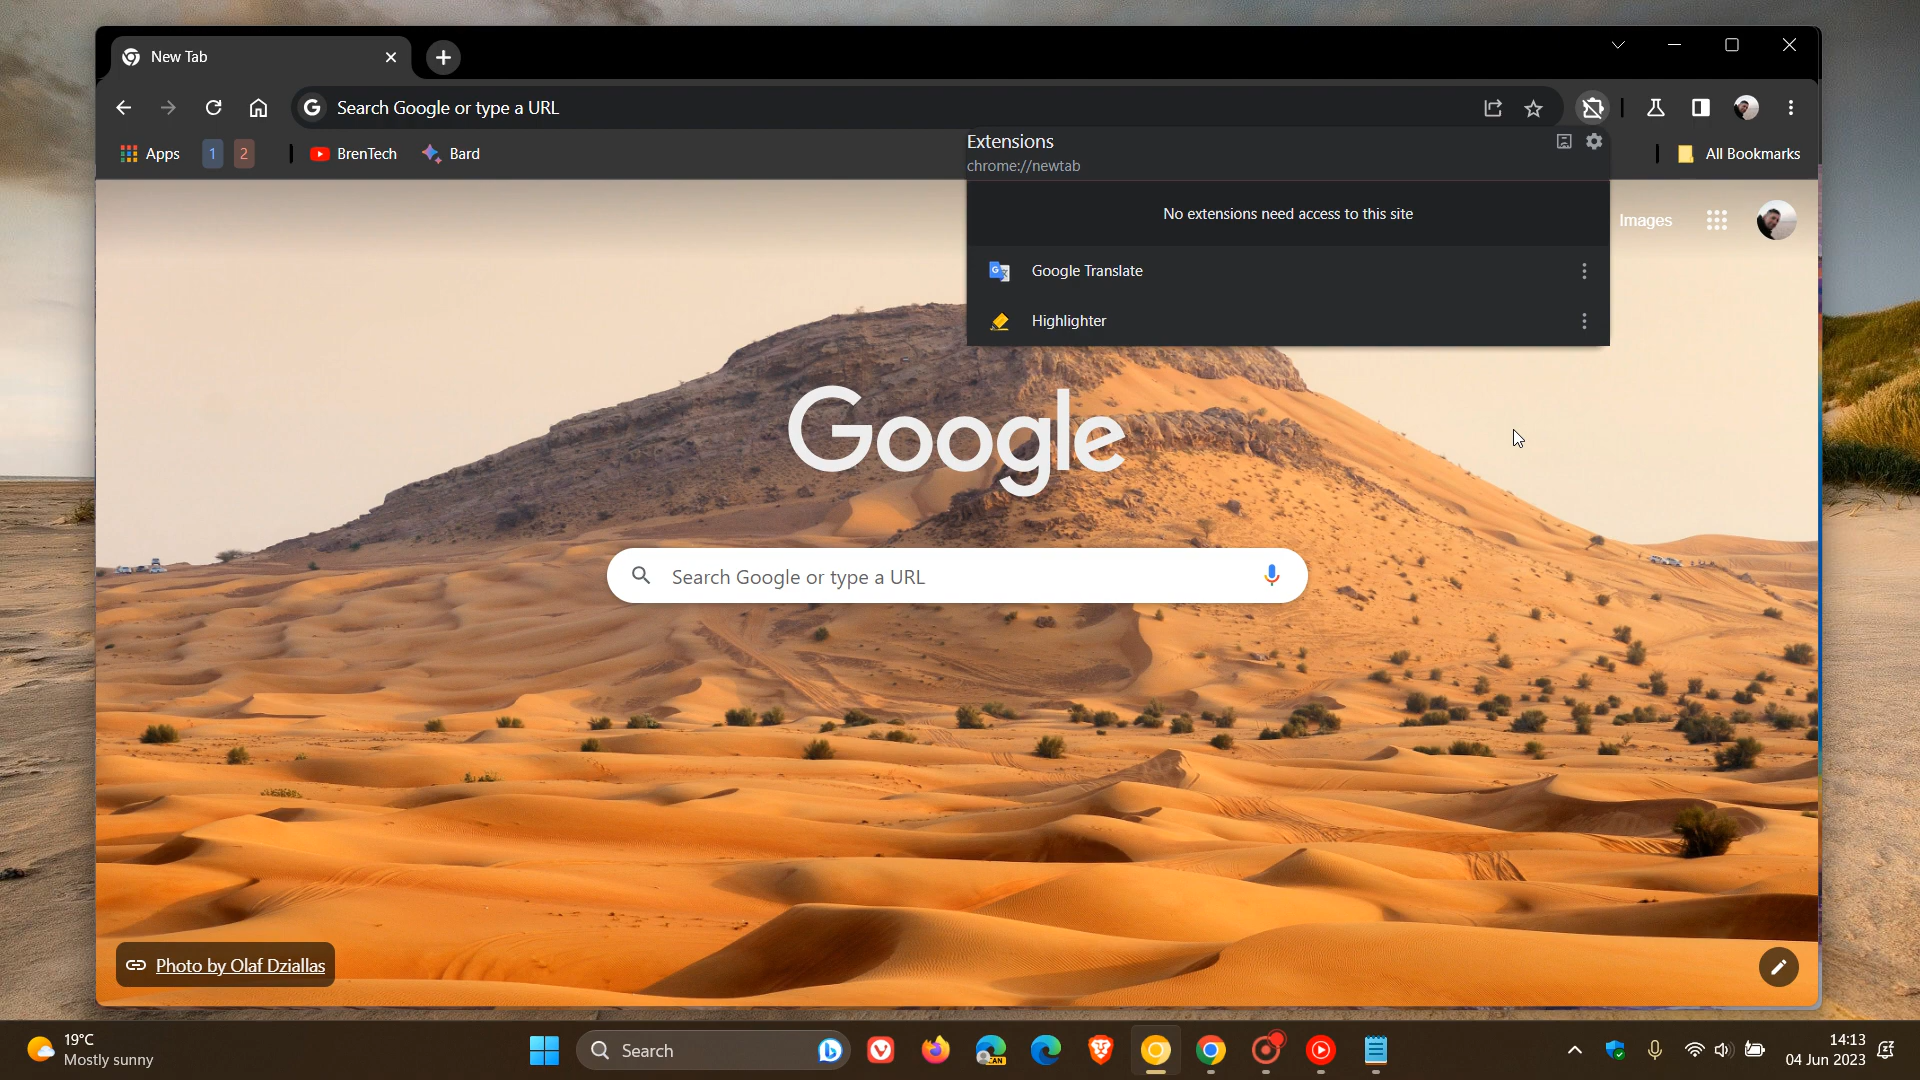 New Tab
Search Google or type a URL
Apps
1
2
BrenTech
Bard
All Bookmarks
Extensions
chrome://newtab
No extensions need access to this site
Google Translate
Highlighter
Images
Google
Search Google or type a URL
Photo by Olaf Dziallas
19°C
Mostly sunny
Search
CAN
14:13
04 Jun 2023